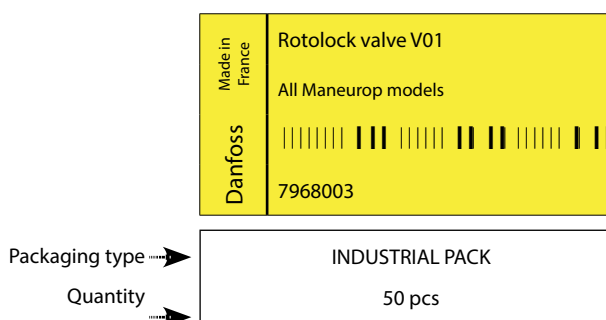 Made in
France
Danfoss
Rotolock valve V01
All Maneurop models
7968003
Packaging type
INDUSTRIAL PACK
Quantity
50 pcs